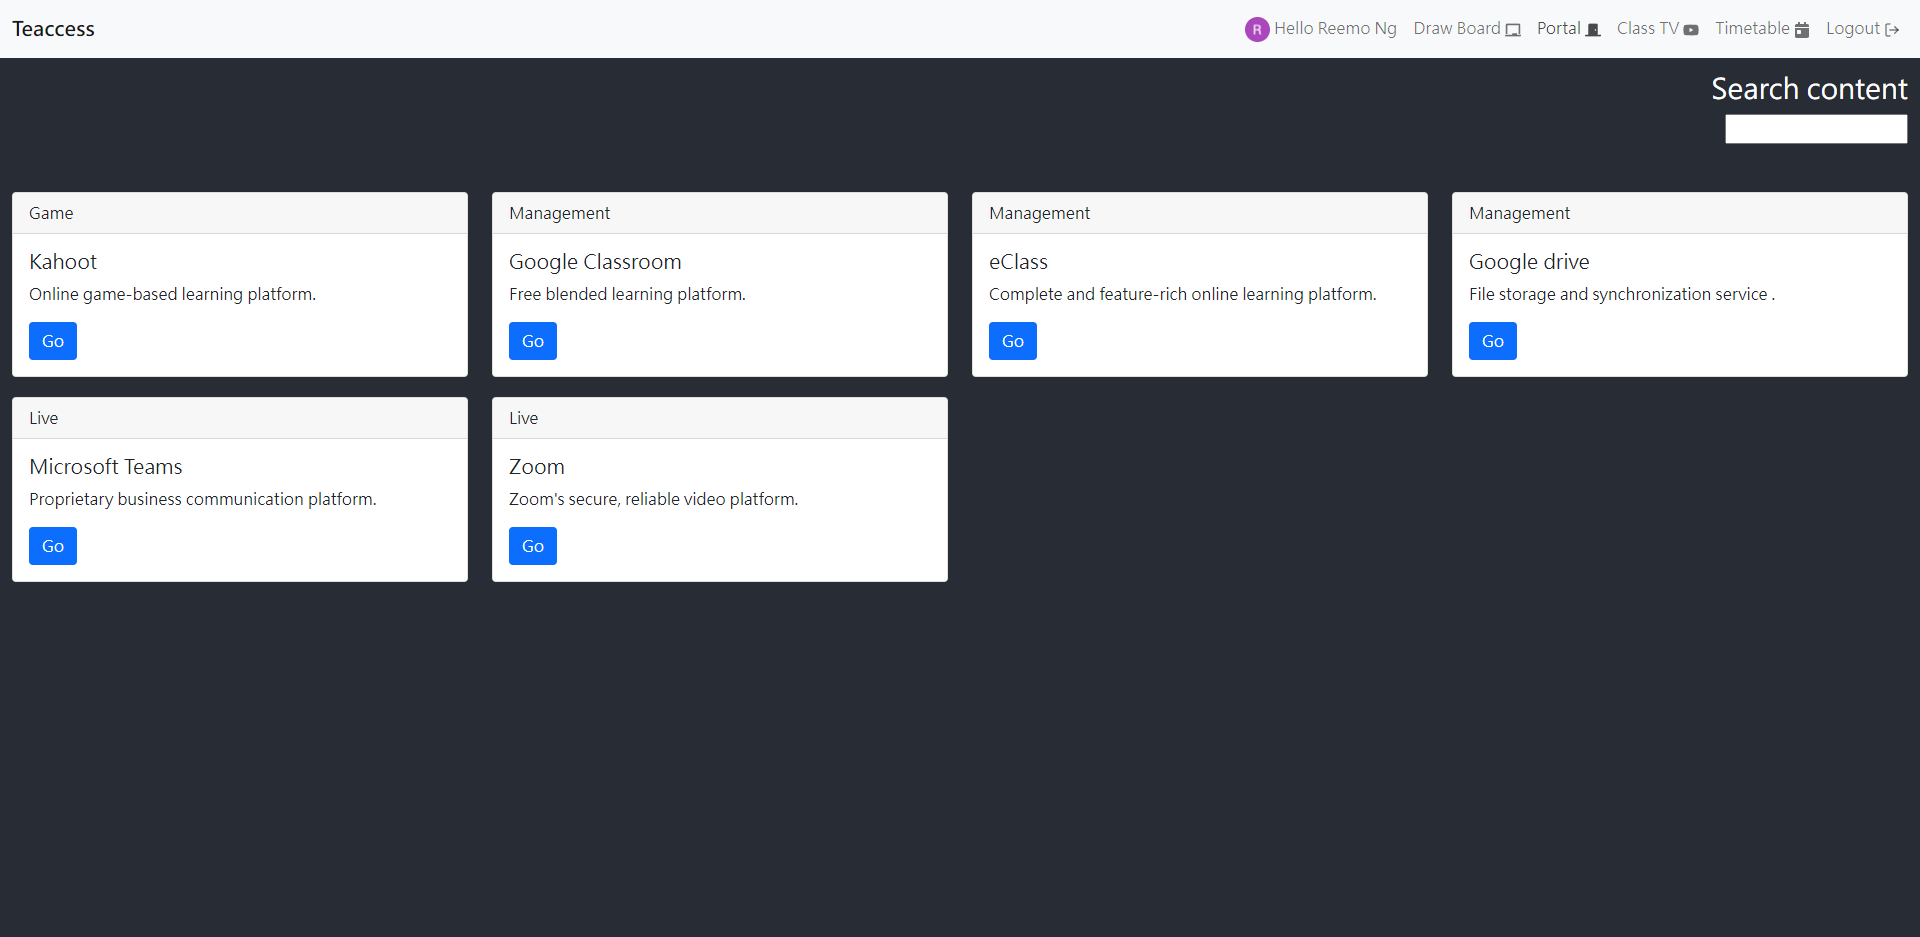 Teaccess
R Hello Reemo Ng Draw Board Portal Class TV Timetable Logout
Search content
Game
Kahoot
Online game-based learning platform.
Go
Management
Google Classroom
Free blended learning platform.
Go
Management
eClass
Complete and feature-rich online learning platform.
Go
Management
Google drive
File storage and synchronization service .
Go
Live
Microsoft Teams
Proprietary business communication platform.
Go
Live
Zoom
Zoom's secure, reliable video platform.
Go